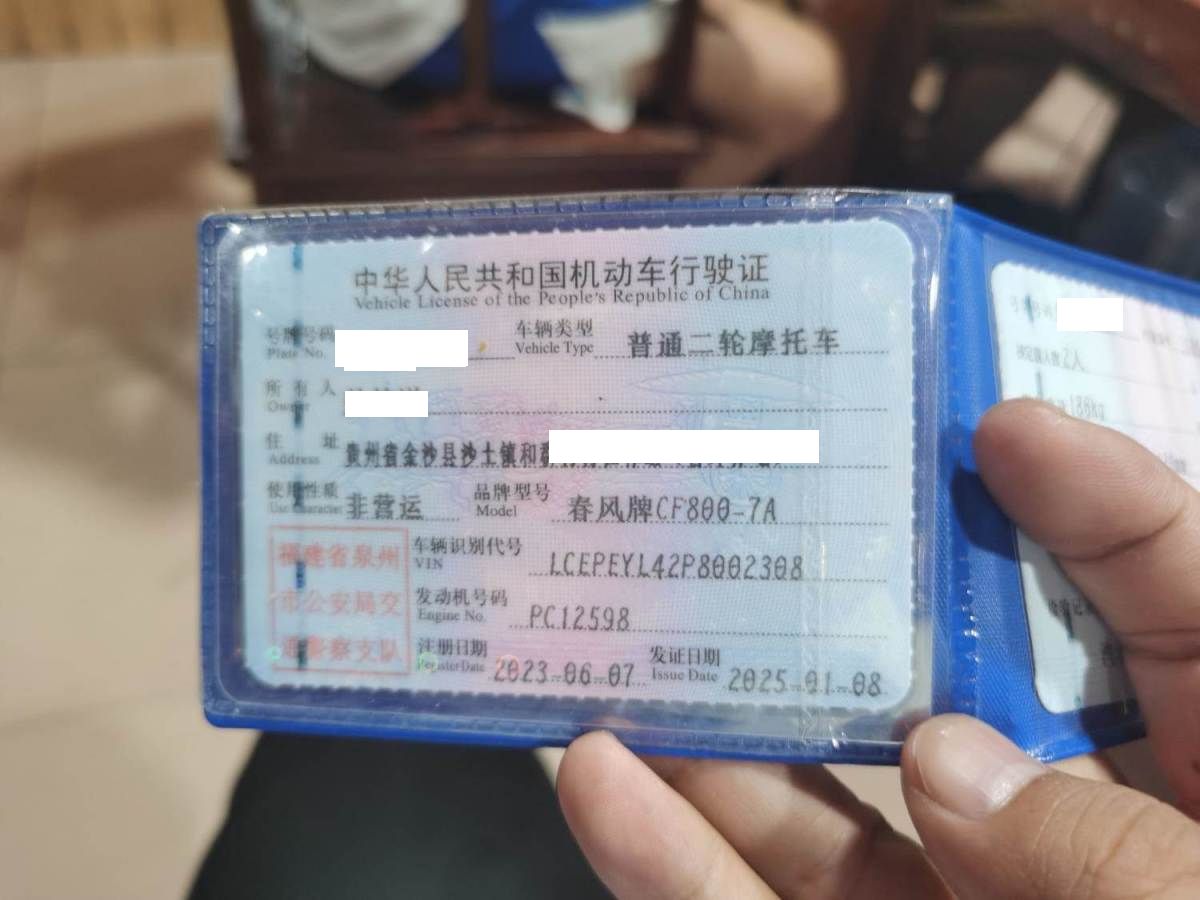 中华人民共和国机动车行驶证
Vehicle License of the People's Republic of China
号牌号码
Plate No.
车辆类型 普通二轮摩托车
Vehicle Type
所有人
Owner
住址 贵州省金沙县沙土镇和
Address
使用性质 非营运
Use Character
品牌型号 春风牌CF800-7A
Model
福建省泉州
市公安局交
通警察支队
车辆识别代号 LCEPEYL42P8002308
VIN
发动机号码 PC12598
Engine No.
注册日期 2023-06-07
Register Date
发证日期 2025-01-08
Issue Date
核定载人数 2人
186kg